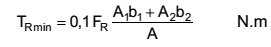 T_Rmin = 0,1 F_R (A_1b_1 + A_2b_2)/A N.m